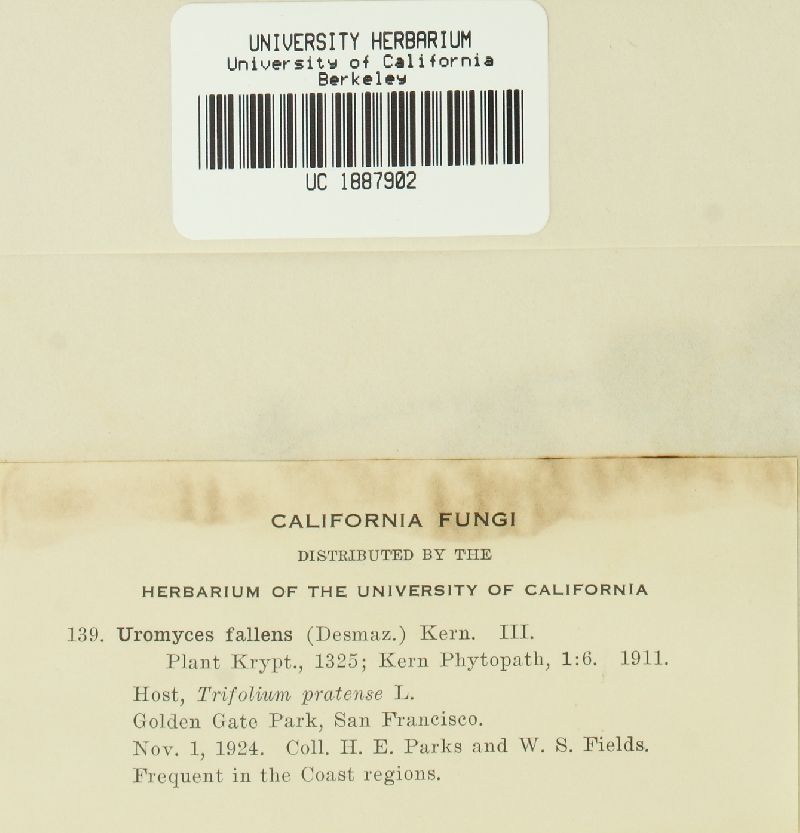 UNIVERSITY HERBARIUM
University of California
Berkeley
UC 1887902
CALIFORNIA FUNGI
DISTRIBUTED BY THE
HERBARIUM OF THE UNIVERSITY OF CALIFORNIA
139. Uromyces fallens (Desmaz.) Kern. III.
Plant Krypt., 1325; Kern Phytopath, 1:6. 1911.
Host, Trifolium pratense L.
Golden Gate Park, San Francisco.
Nov. 1, 1924. Coll. H. E. Parks and W. S. Fields.
Frequent in the Coast regions.